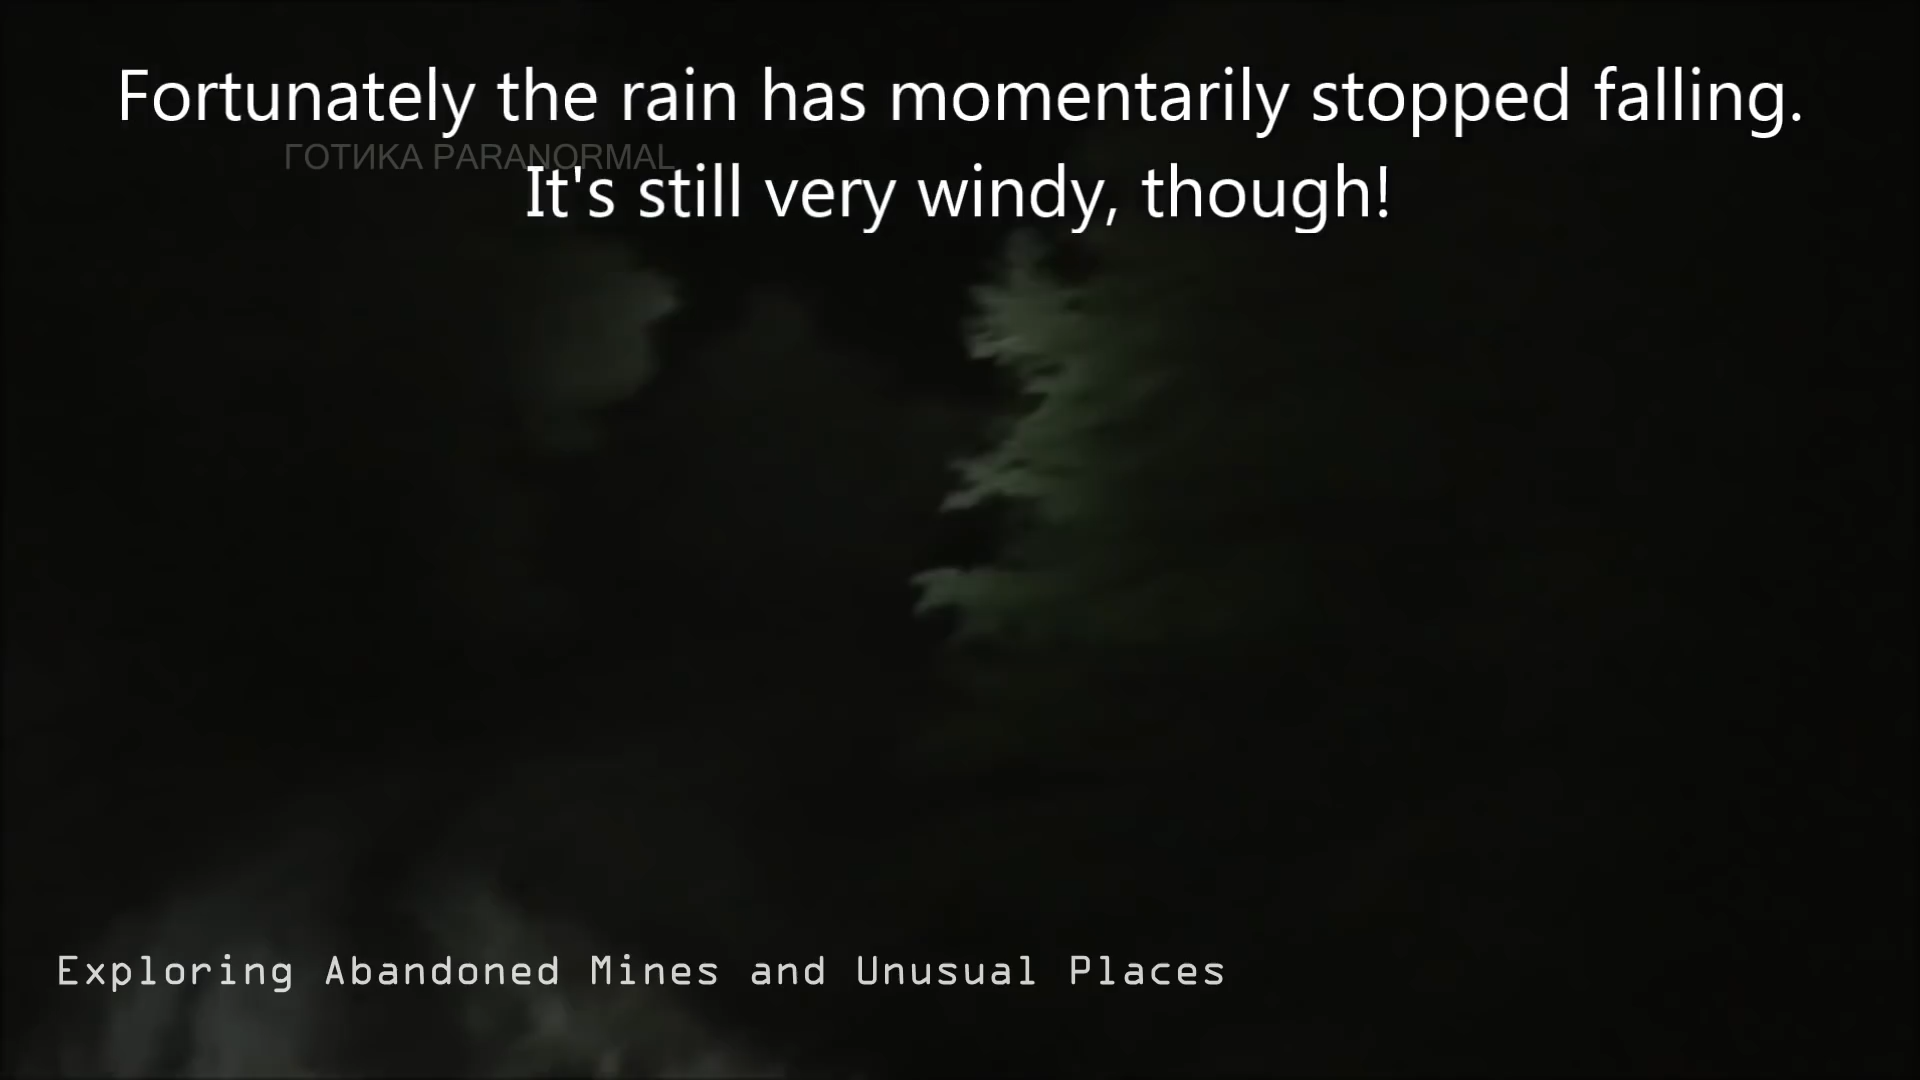 Fortunately the rain has momentarily stopped falling.
ГОТИКА PARANORMAL
It's still very windy, though!
Exploring Abandoned Mines and Unusual Places